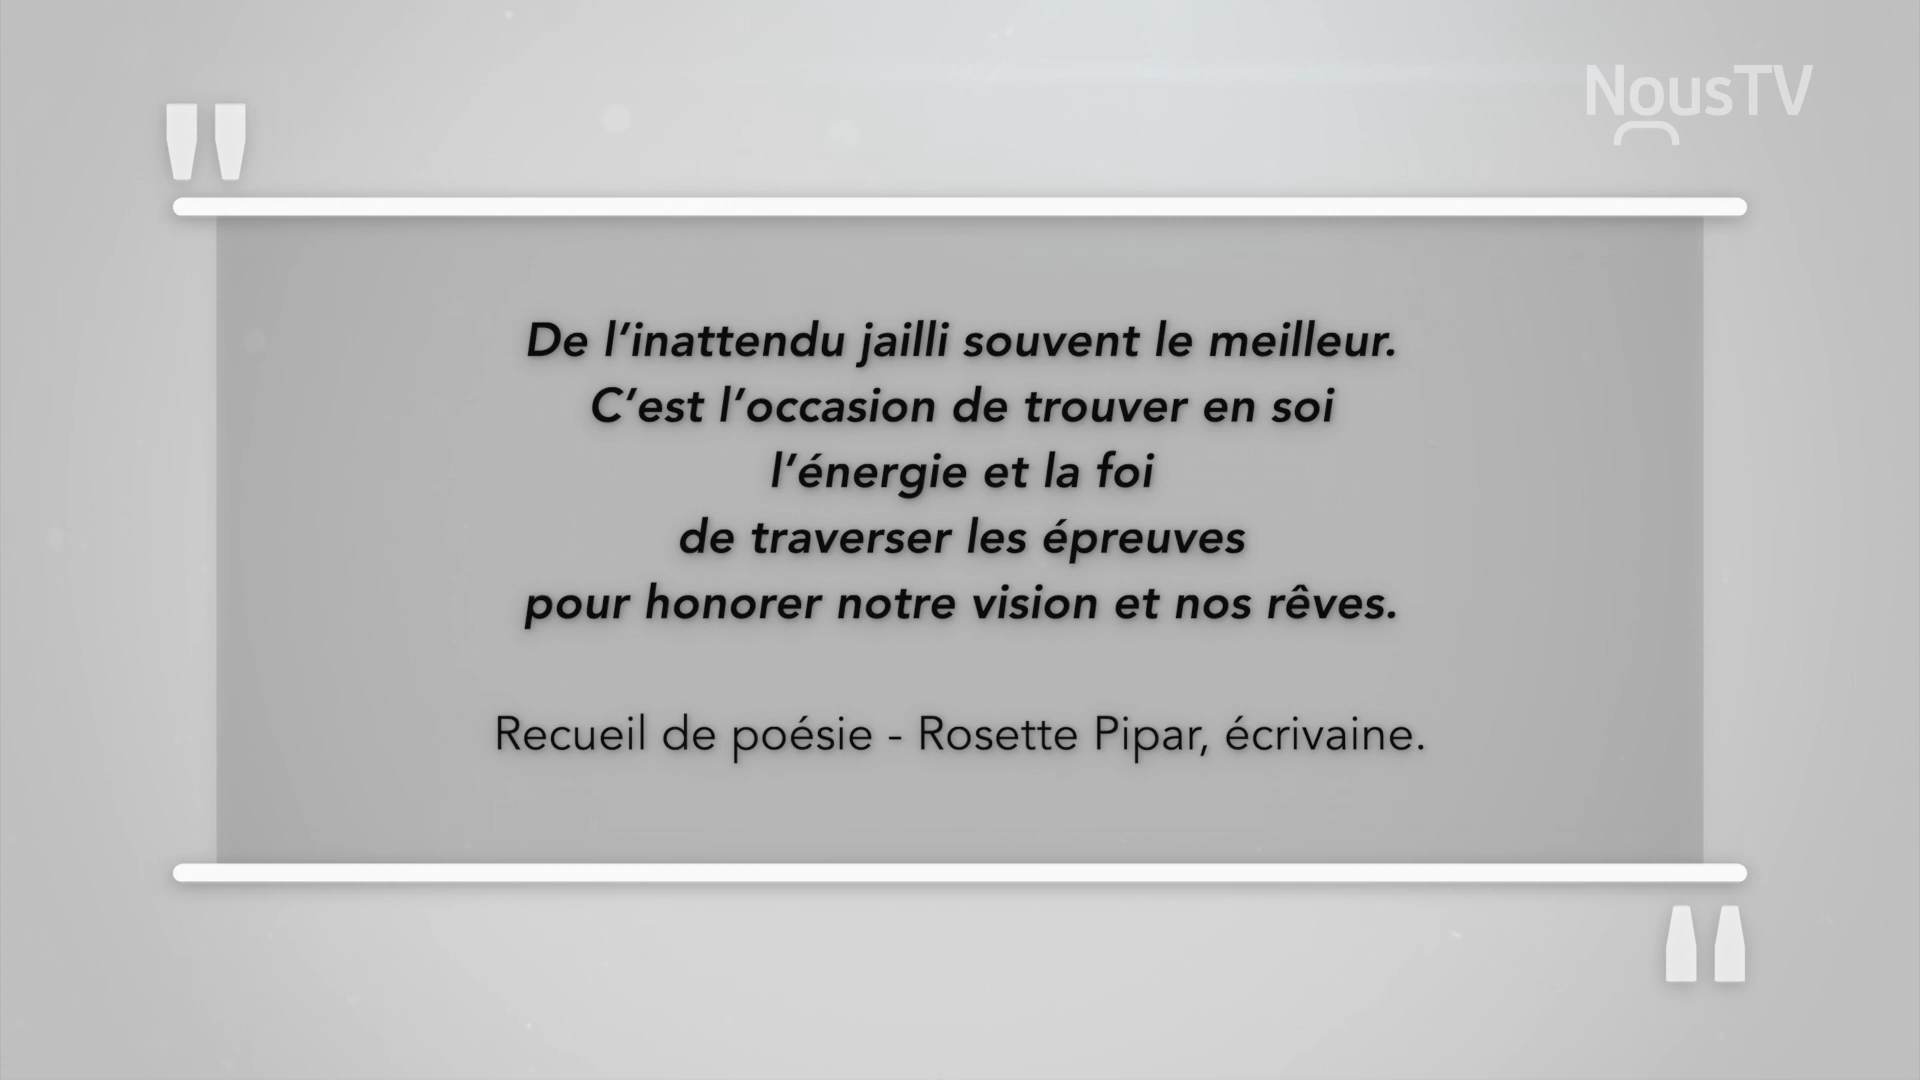 NousTV
"
De l’inattendu jailli souvent le meilleur.
C’est l’occasion de trouver en soi
l’énergie et la foi
de traverser les épreuves
pour honorer notre vision et nos rêves.
Recueil de poésie - Rosette Pipar, écrivaine.
"